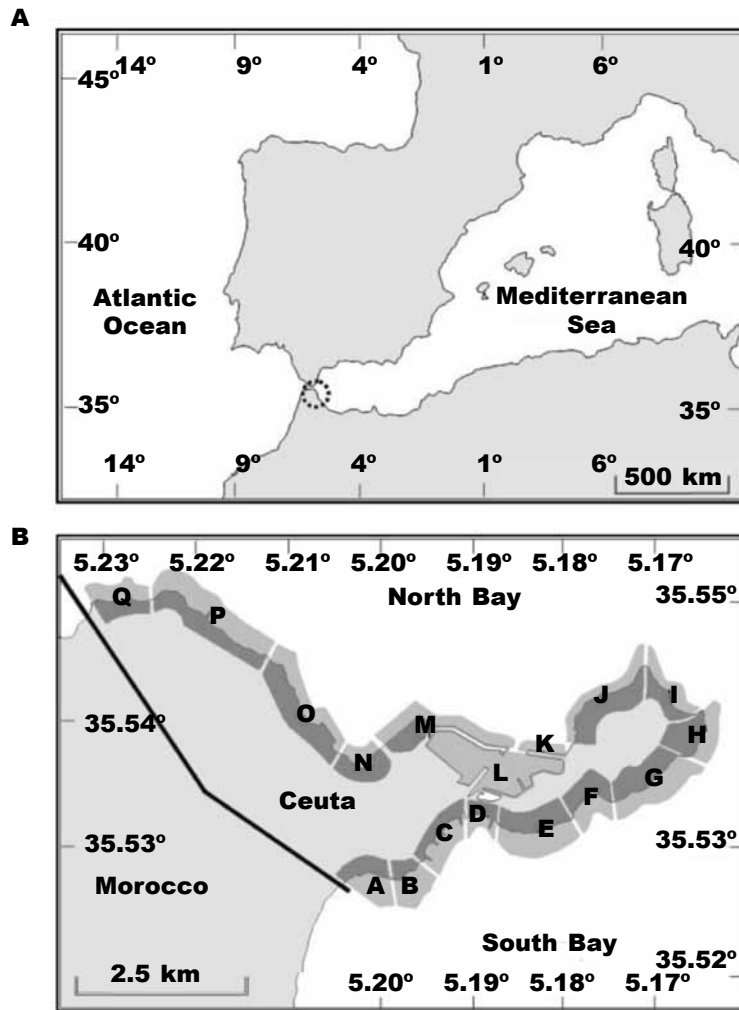 A
14º 9º 4º 1º 6º
45º
40º 40º
Atlantic Mediterranean
Ocean Sea
35º 35º
14º 9º 4º 1º 6º
500 km
B
5.23º 5.22º 5.21º 5.20º 5.19º 5.18º 5.17º
Q North Bay 35.55º
P
J I
35.54º O M K H
N L
Ceuta G
F
35.53º C D E 35.53º
Morocco A B
South Bay
35.52º
2.5 km
5.20º 5.19º 5.18º 5.17º